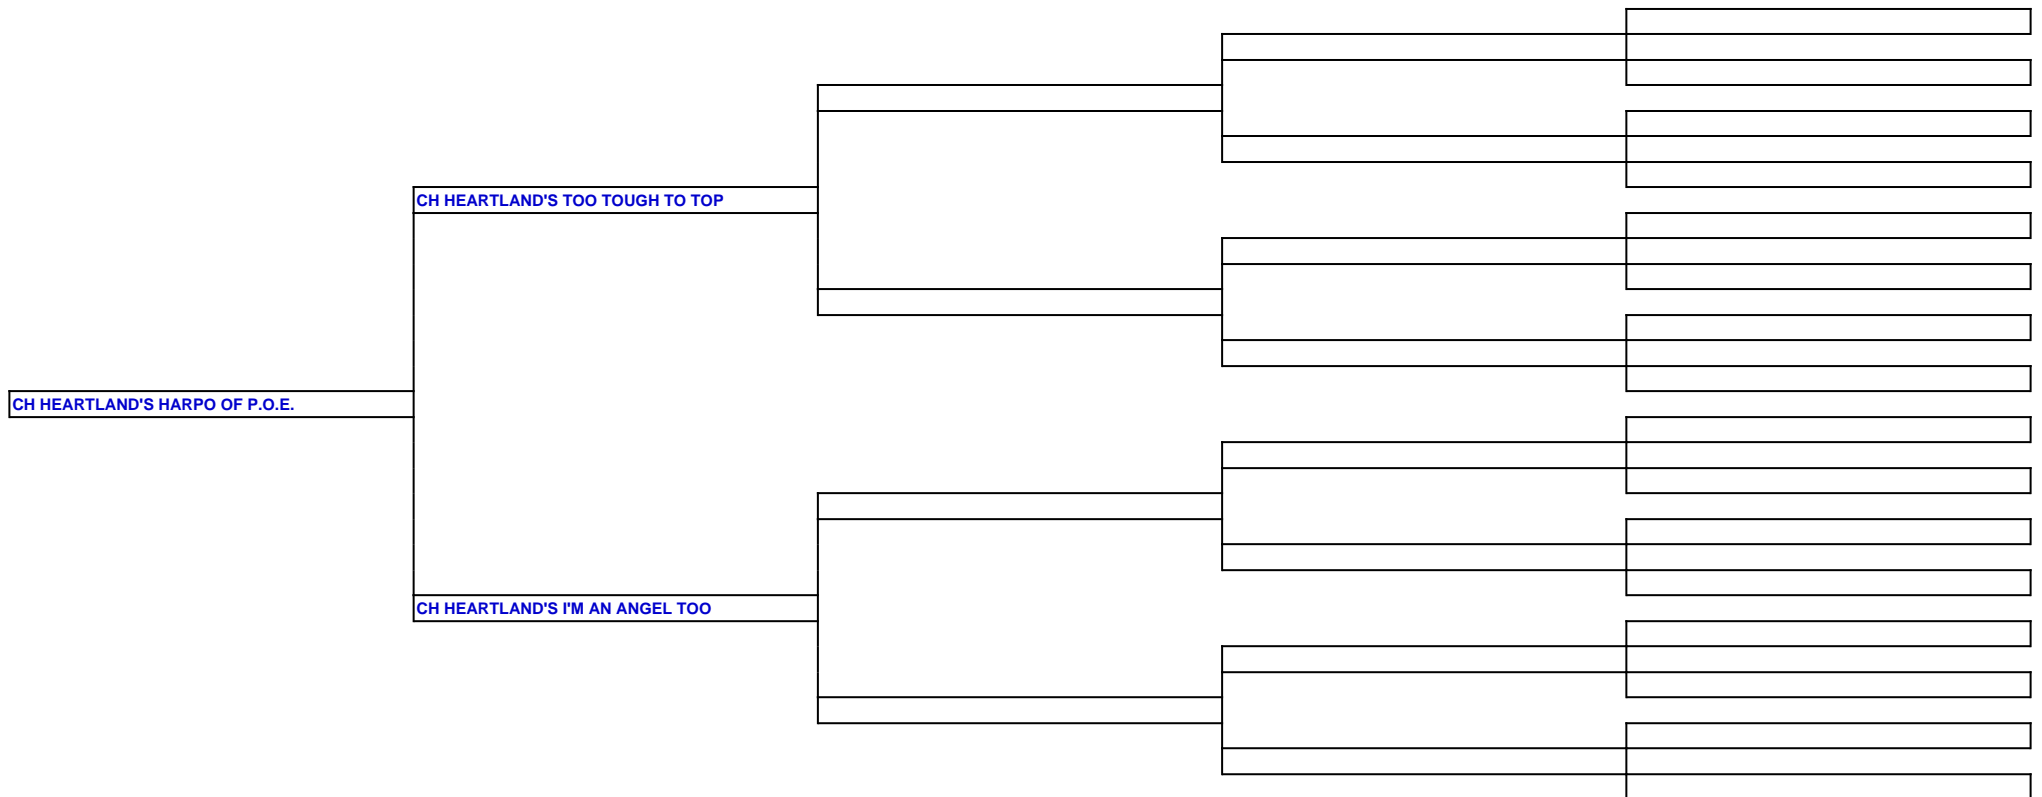 CH HEARTLAND'S TOO TOUGH TO TOP
CH HEARTLAND'S HARPO OF P.O.E.
CH HEARTLAND'S I'M AN ANGEL TOO